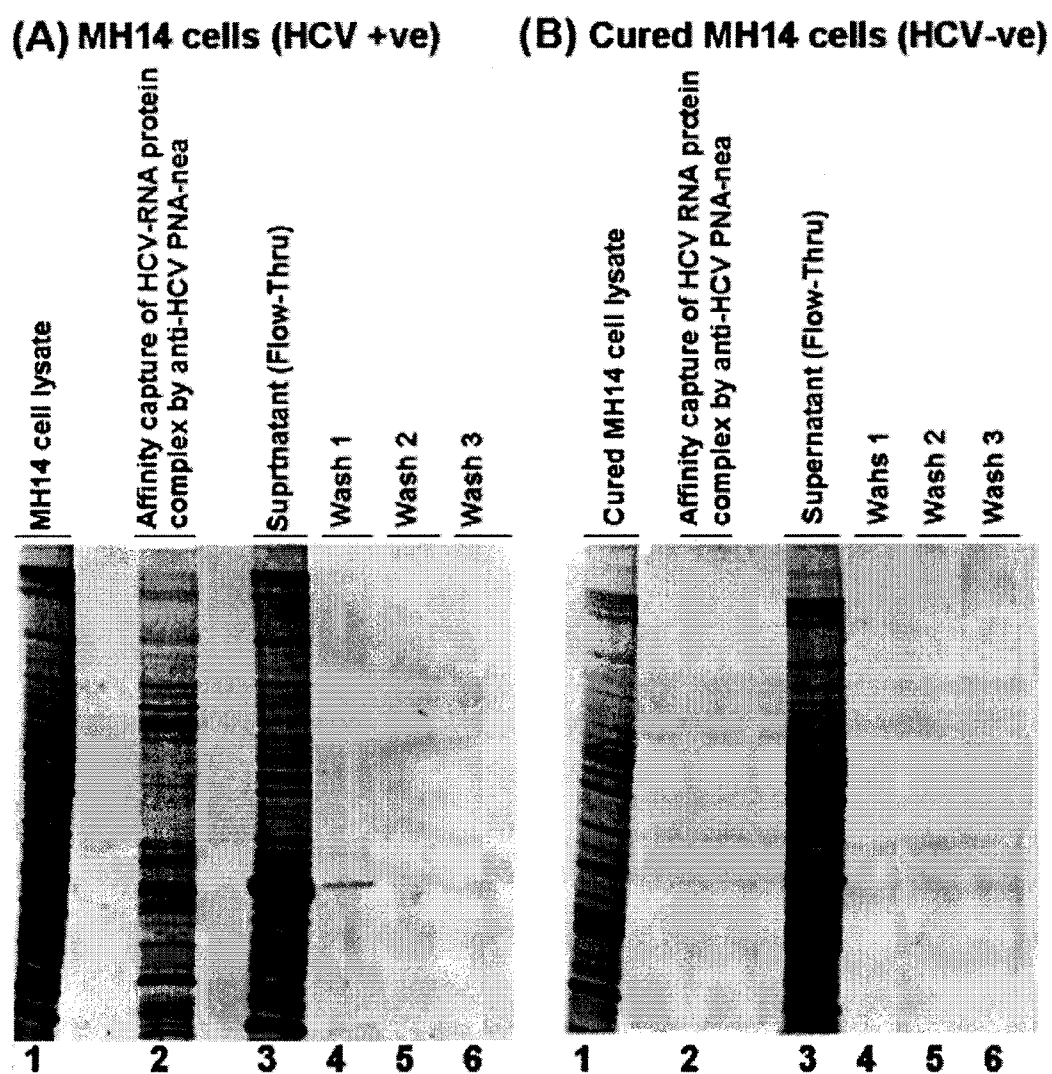 (A) MH14 cells (HCV +ve)
MH14 cell lysate
Affinity capture of HCV-RNA protein
complex by anti-HCV PNA-nea
Suprtnatant (Flow-Thru)
Wash 1
Wash 2
Wash 3
1 2 3 4 5 6
(B) Cured MH14 cells (HCV-ve)
Cured MH14 cell lysate
Affinity capture of HCV RNA protein
complex by anti-HCV PNA-nea
Supernatant (Flow-Thru)
Wahs 1
Wash 2
Wash 3
1 2 3 4 5 6